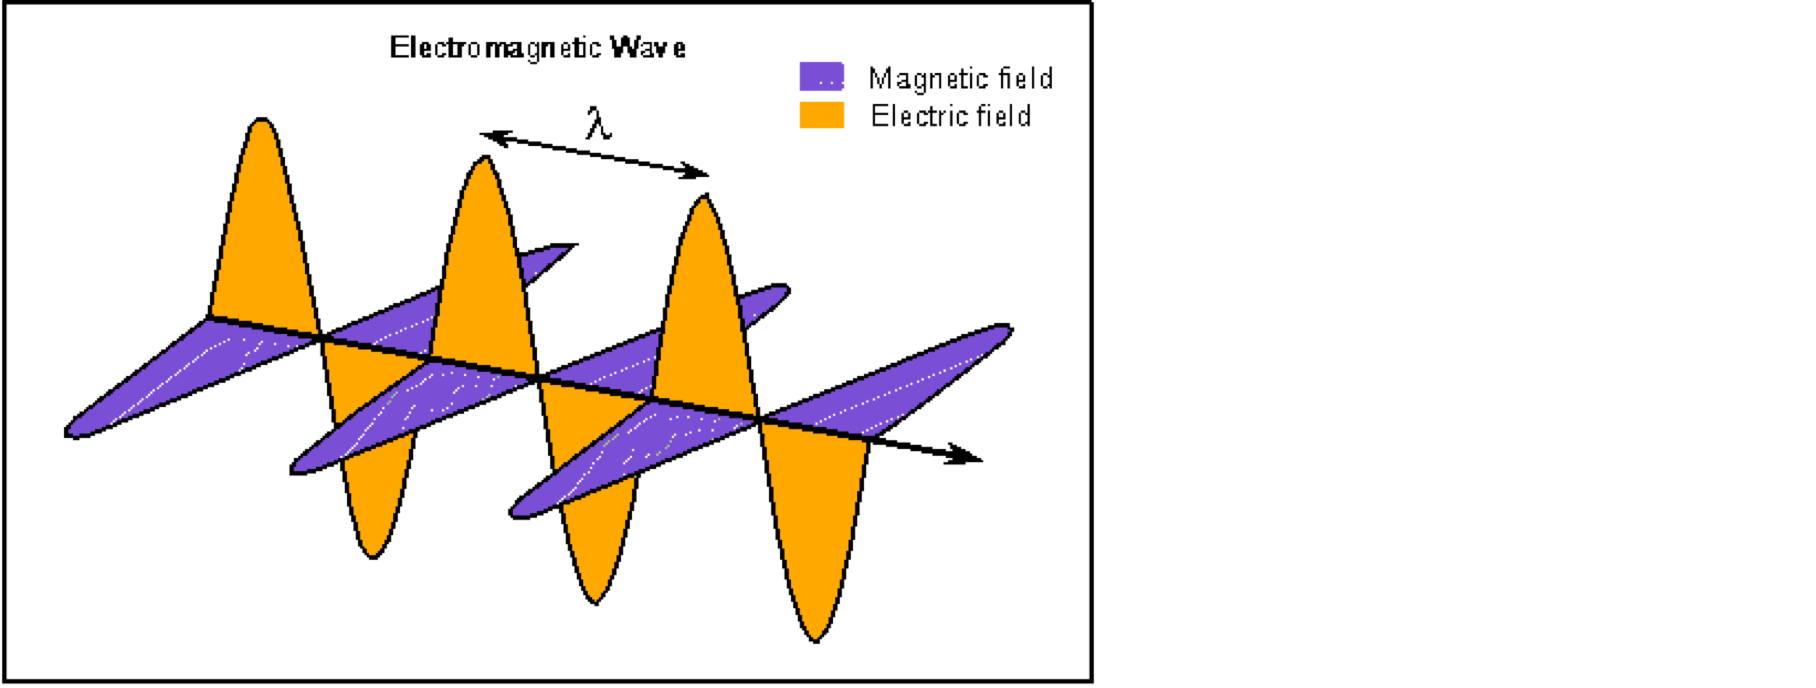 Electromagnetic Wave
Magnetic field
Electric field
λ